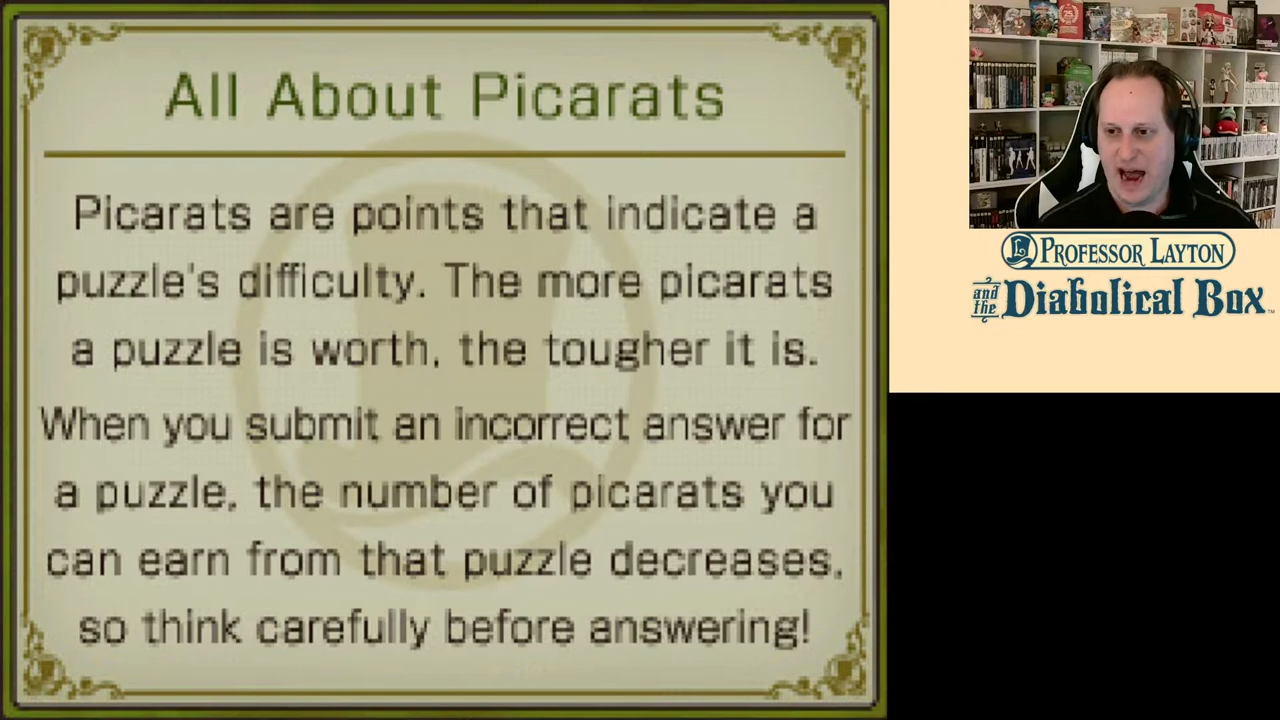 All About Picarats
Picarats are points that indicate a
puzzle's difficulty. The more picarats
a puzzle is worth, the tougher it is.
When you submit an incorrect answer for
a puzzle, the number of picarats you
can earn from that puzzle decreases,
so think carefully before answering!
L PROFESSOR LAYTON
and the Diabolical Box™